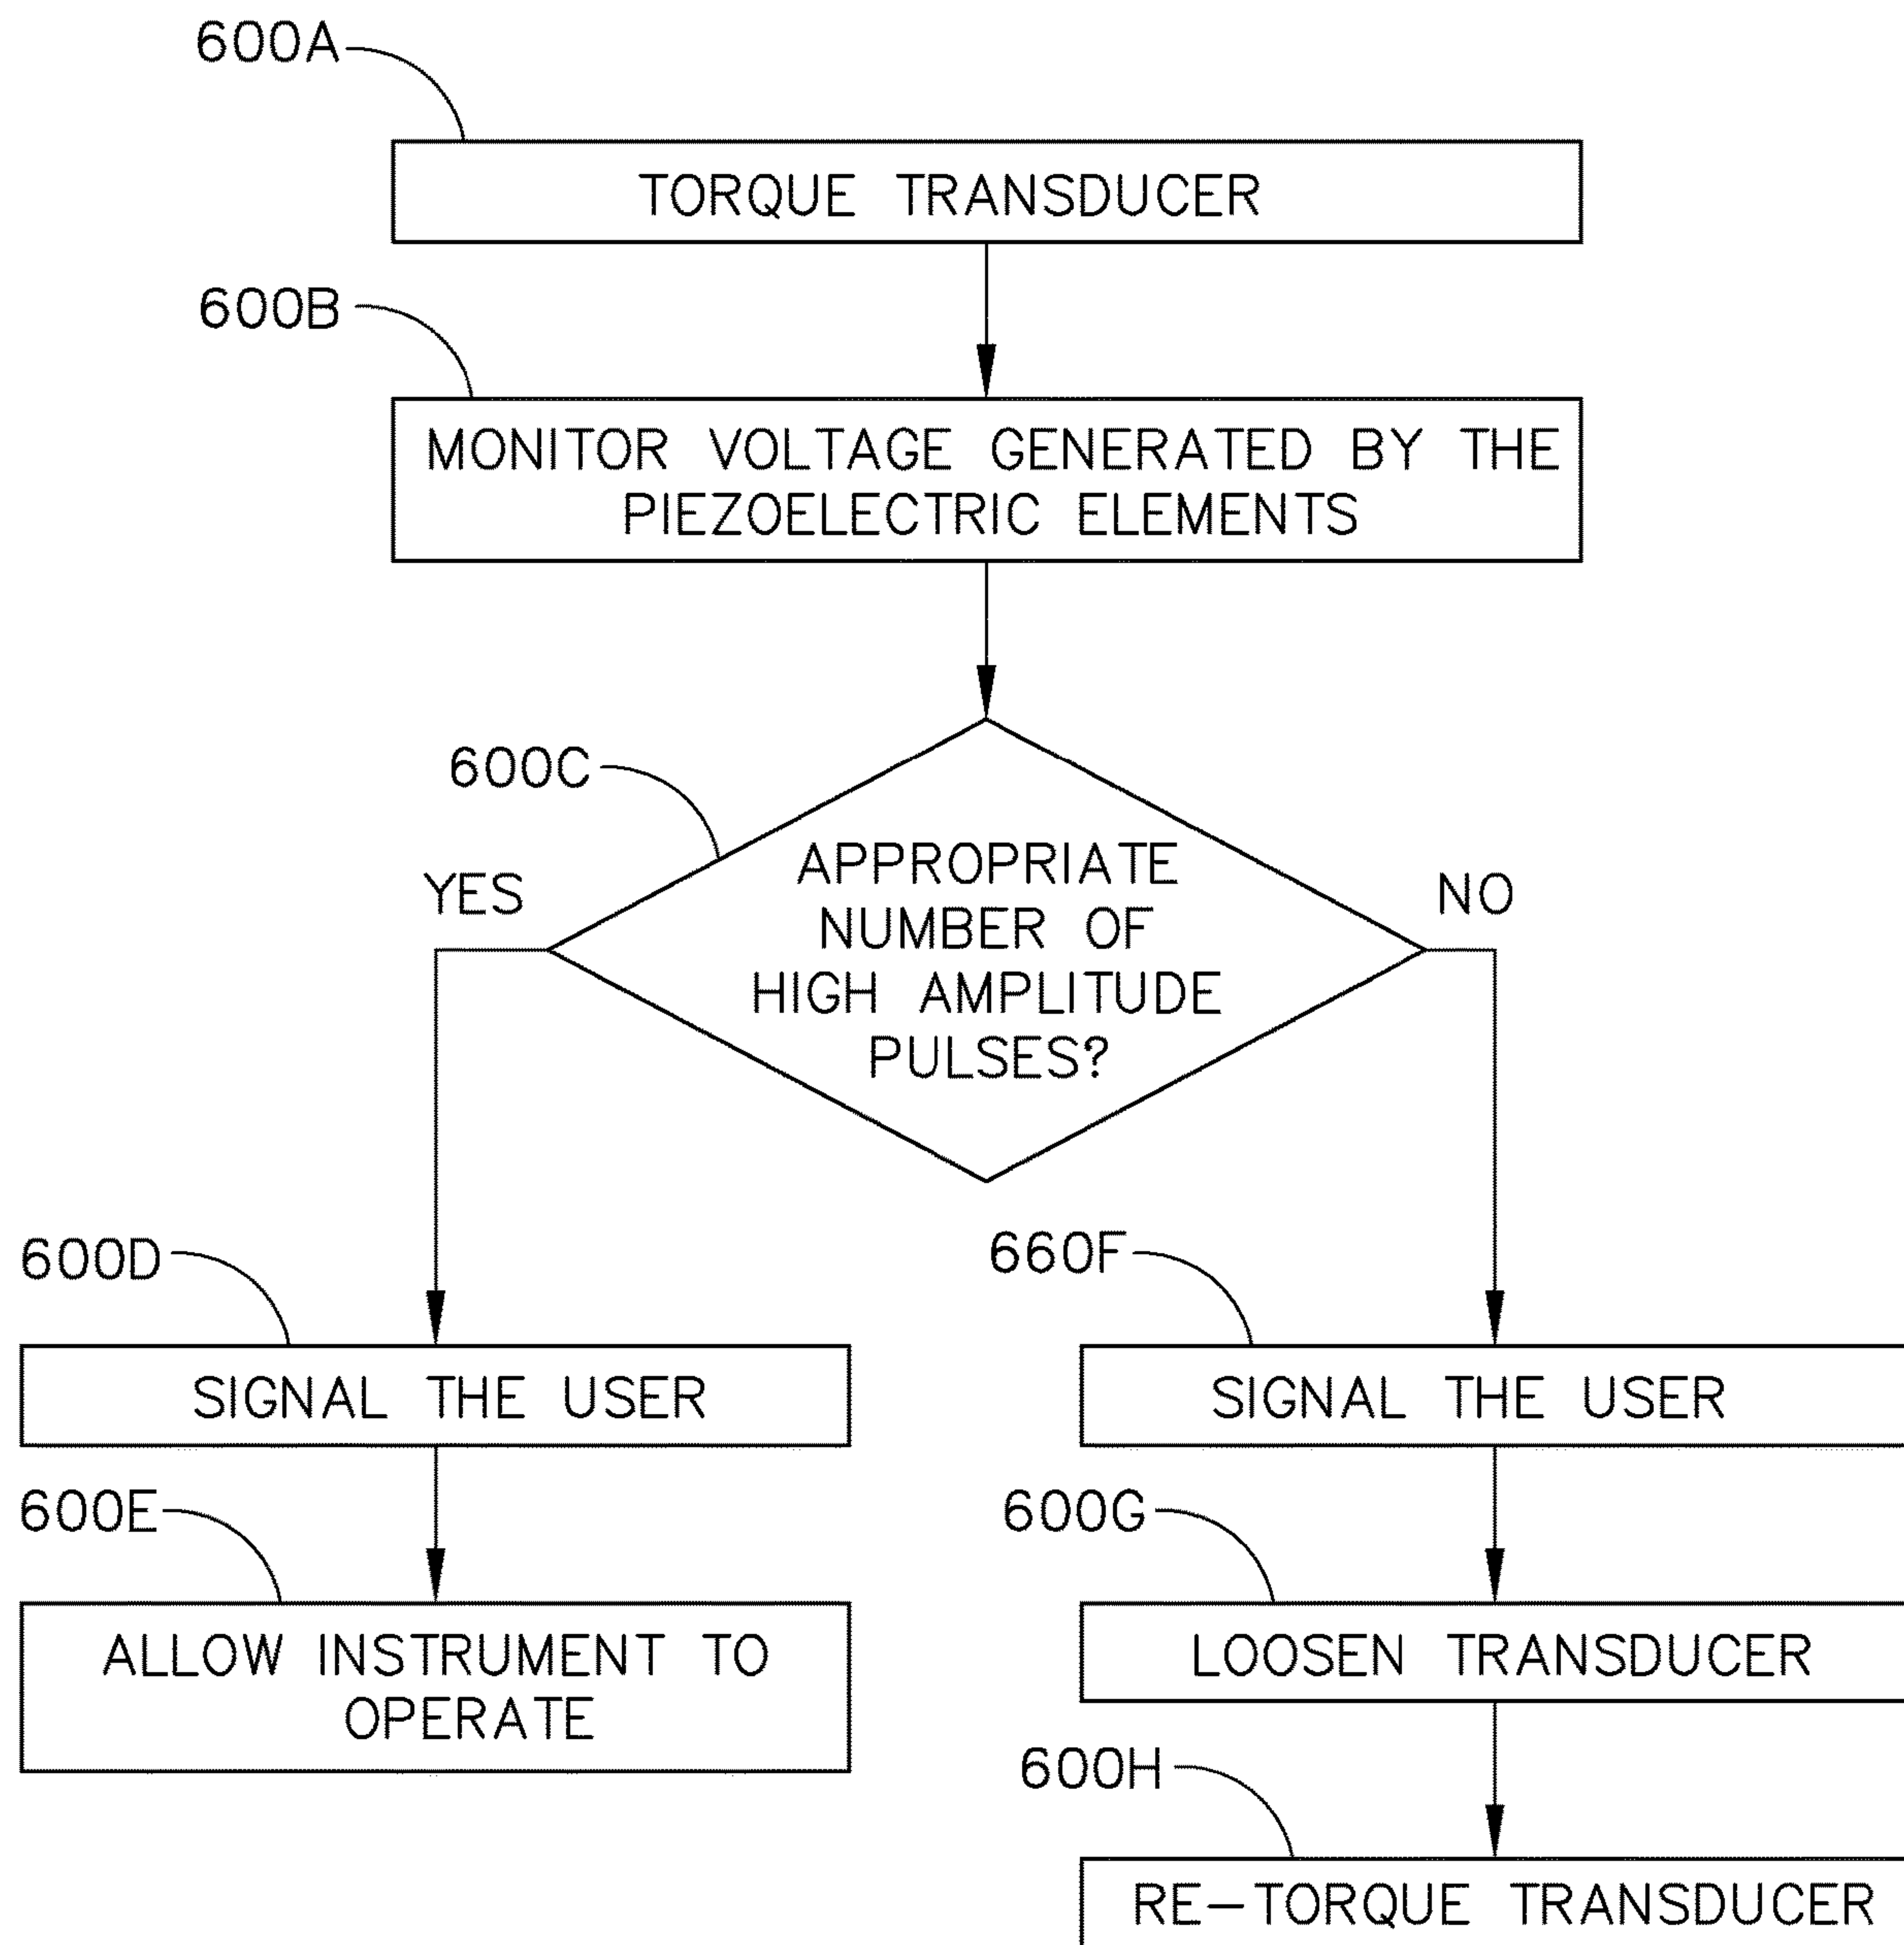 600A
TORQUE TRANSDUCER
600B
MONITOR VOLTAGE GENERATED BY THE
PIEZOELECTRIC ELEMENTS
600C
APPROPRIATE
NUMBER OF
HIGH AMPLITUDE
PULSES?
YES
NO
600D
SIGNAL THE USER
600E
ALLOW INSTRUMENT TO
OPERATE
660F
SIGNAL THE USER
600G
LOOSEN TRANSDUCER
600H
RE-TORQUE TRANSDUCER